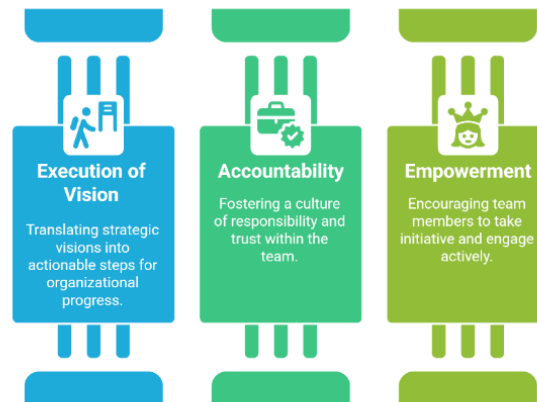 Execution of
Vision
Translating strategic
visions into
actionable steps for
organizational
progress.
Accountability
Fostering a culture
of responsibility and
trust within the
team.
Empowerment
Encouraging team
members to take
initiative and engage
actively.